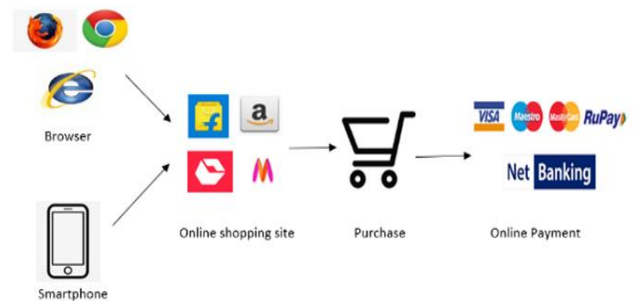 Browser
Smartphone
f
a
Online shopping site
Purchase
VISA
Maestro
MasterCard
RuPay
Net Banking
Online Payment